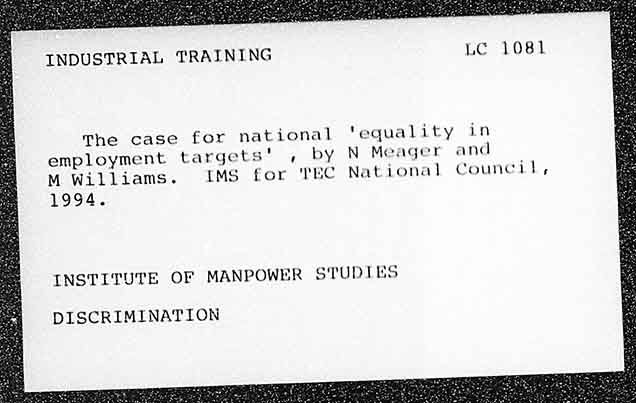 INDUSTRIAL TRAINING LC 1081
The case for national 'equality in
employment targets' , by N Meager and
M Williams. IMS for TEC National Council,
1994.
INSTITUTE OF MANPOWER STUDIES
DISCRIMINATION